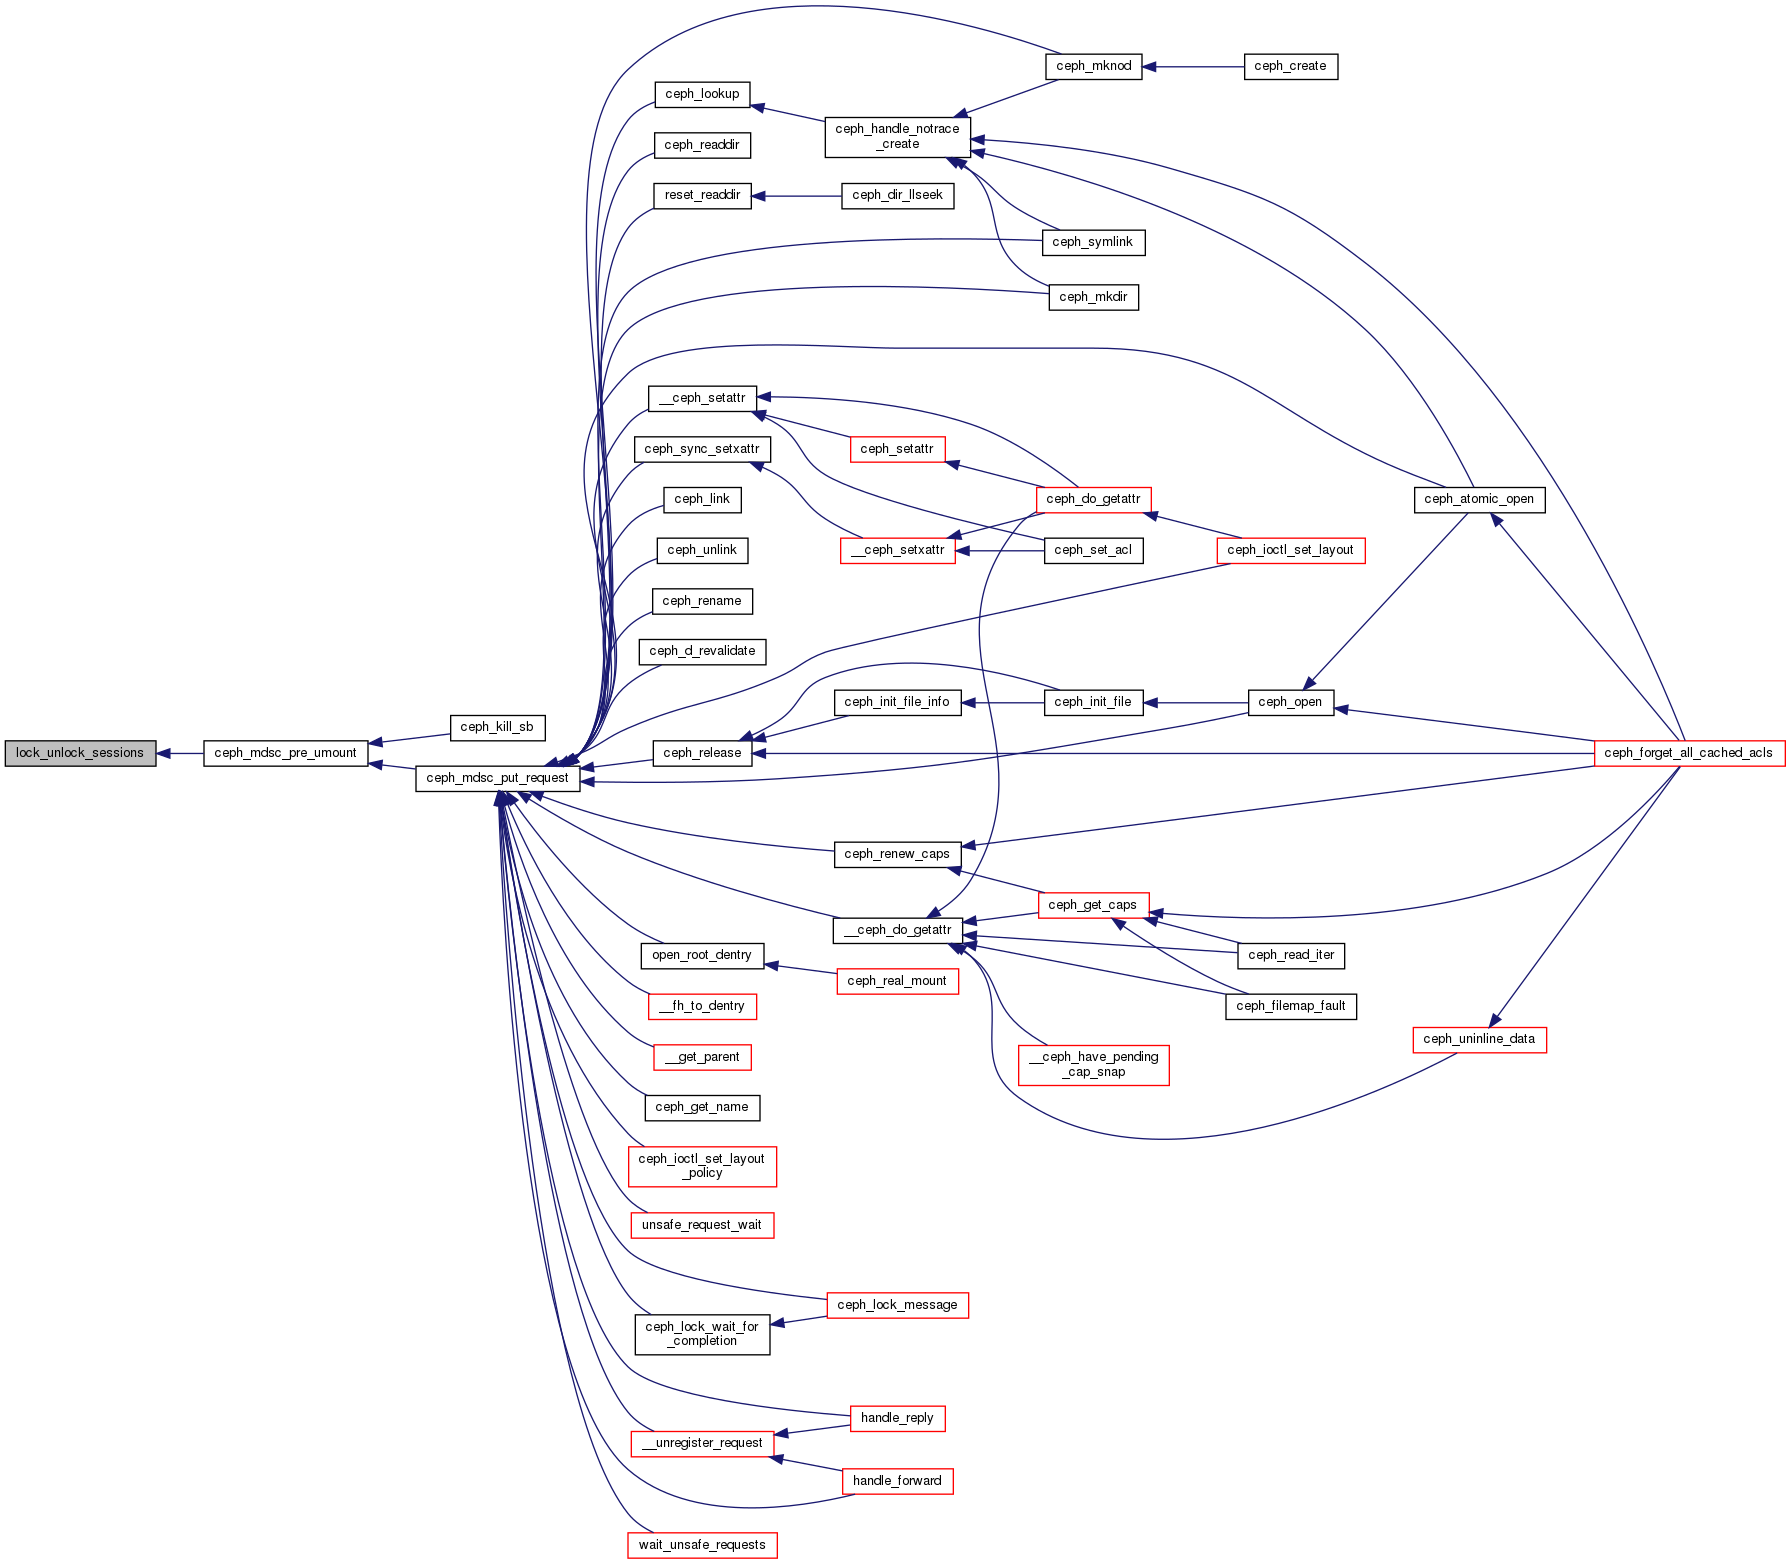 ceph_mknod
ceph_create
ceph_lookup
ceph_handle_notrace
_create
ceph_readdir
reset_readdir
ceph_dir_llseek
ceph_symlink
ceph_mkdir
__ceph_setattr
ceph_sync_setxattr
ceph_setattr
ceph_link
ceph_do_getattr
ceph_atomic_open
ceph_unlink
__ceph_setxattr
ceph_set_acl
ceph_ioctl_set_layout
ceph_rename
ceph_d_revalidate
ceph_init_file_info
ceph_init_file
ceph_open
ceph_kill_sb
lock_unlock_sessions
ceph_mdsc_pre_umount
ceph_release
ceph_forget_all_cached_acls
ceph_mdsc_put_request
ceph_renew_caps
ceph_get_caps
__ceph_do_getattr
open_root_dentry
ceph_read_iter
ceph_real_mount
__fh_to_dentry
ceph_filemap_fault
ceph_uninline_data
__get_parent
__ceph_have_pending
_cap_snap
ceph_get_name
ceph_ioctl_set_layout
_policy
unsafe_request_wait
ceph_lock_message
ceph_lock_wait_for
_completion
handle_reply
__unregister_request
handle_forward
wait_unsafe_requests